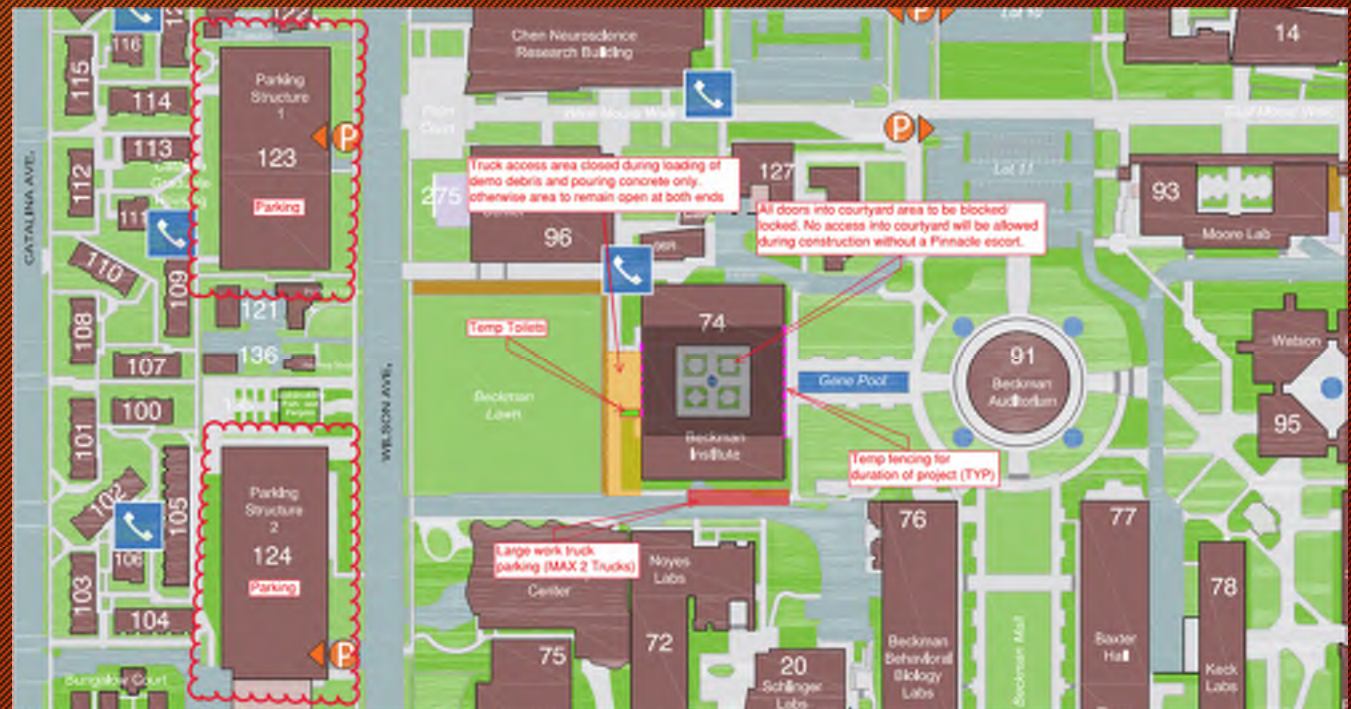 116
115
114
113
112
111
110
109
108
107
100
101
102
105
106
103
104
CATALINA AVE.
Parking
Structure
1
123
Parking
121
136
Parking
Structure
2
124
Parking
Bungalow Court
WILSON AVE.
Chen Neuroscience
Research Building
Lot 10
14
275
Truck access area closed during loading of
demo debris and pouring concrete only.
otherwise area to remain open at both ends
Center
96
127
All doors into courtyard area to be blocked/
locked. No access into courtyard will be allowed
during construction without a Pinnacle escort.
Lot 11
93
Moore Lab
Temp Toilets
Beckman
Lawn
74
Beckman
Institute
Gene Pool
91
Beckman
Auditorium
Watson
95
Temp fencing for
duration of project (TYP)
Large work truck
parking (MAX 2 Trucks)
Center
Noyes
Labs
72
75
20
Schlinger
Labs
76
Beckman
Behavioral
Biology
Labs
Beckman Mall
77
Baxter
Hall
78
Keck
Labs
P
P
P